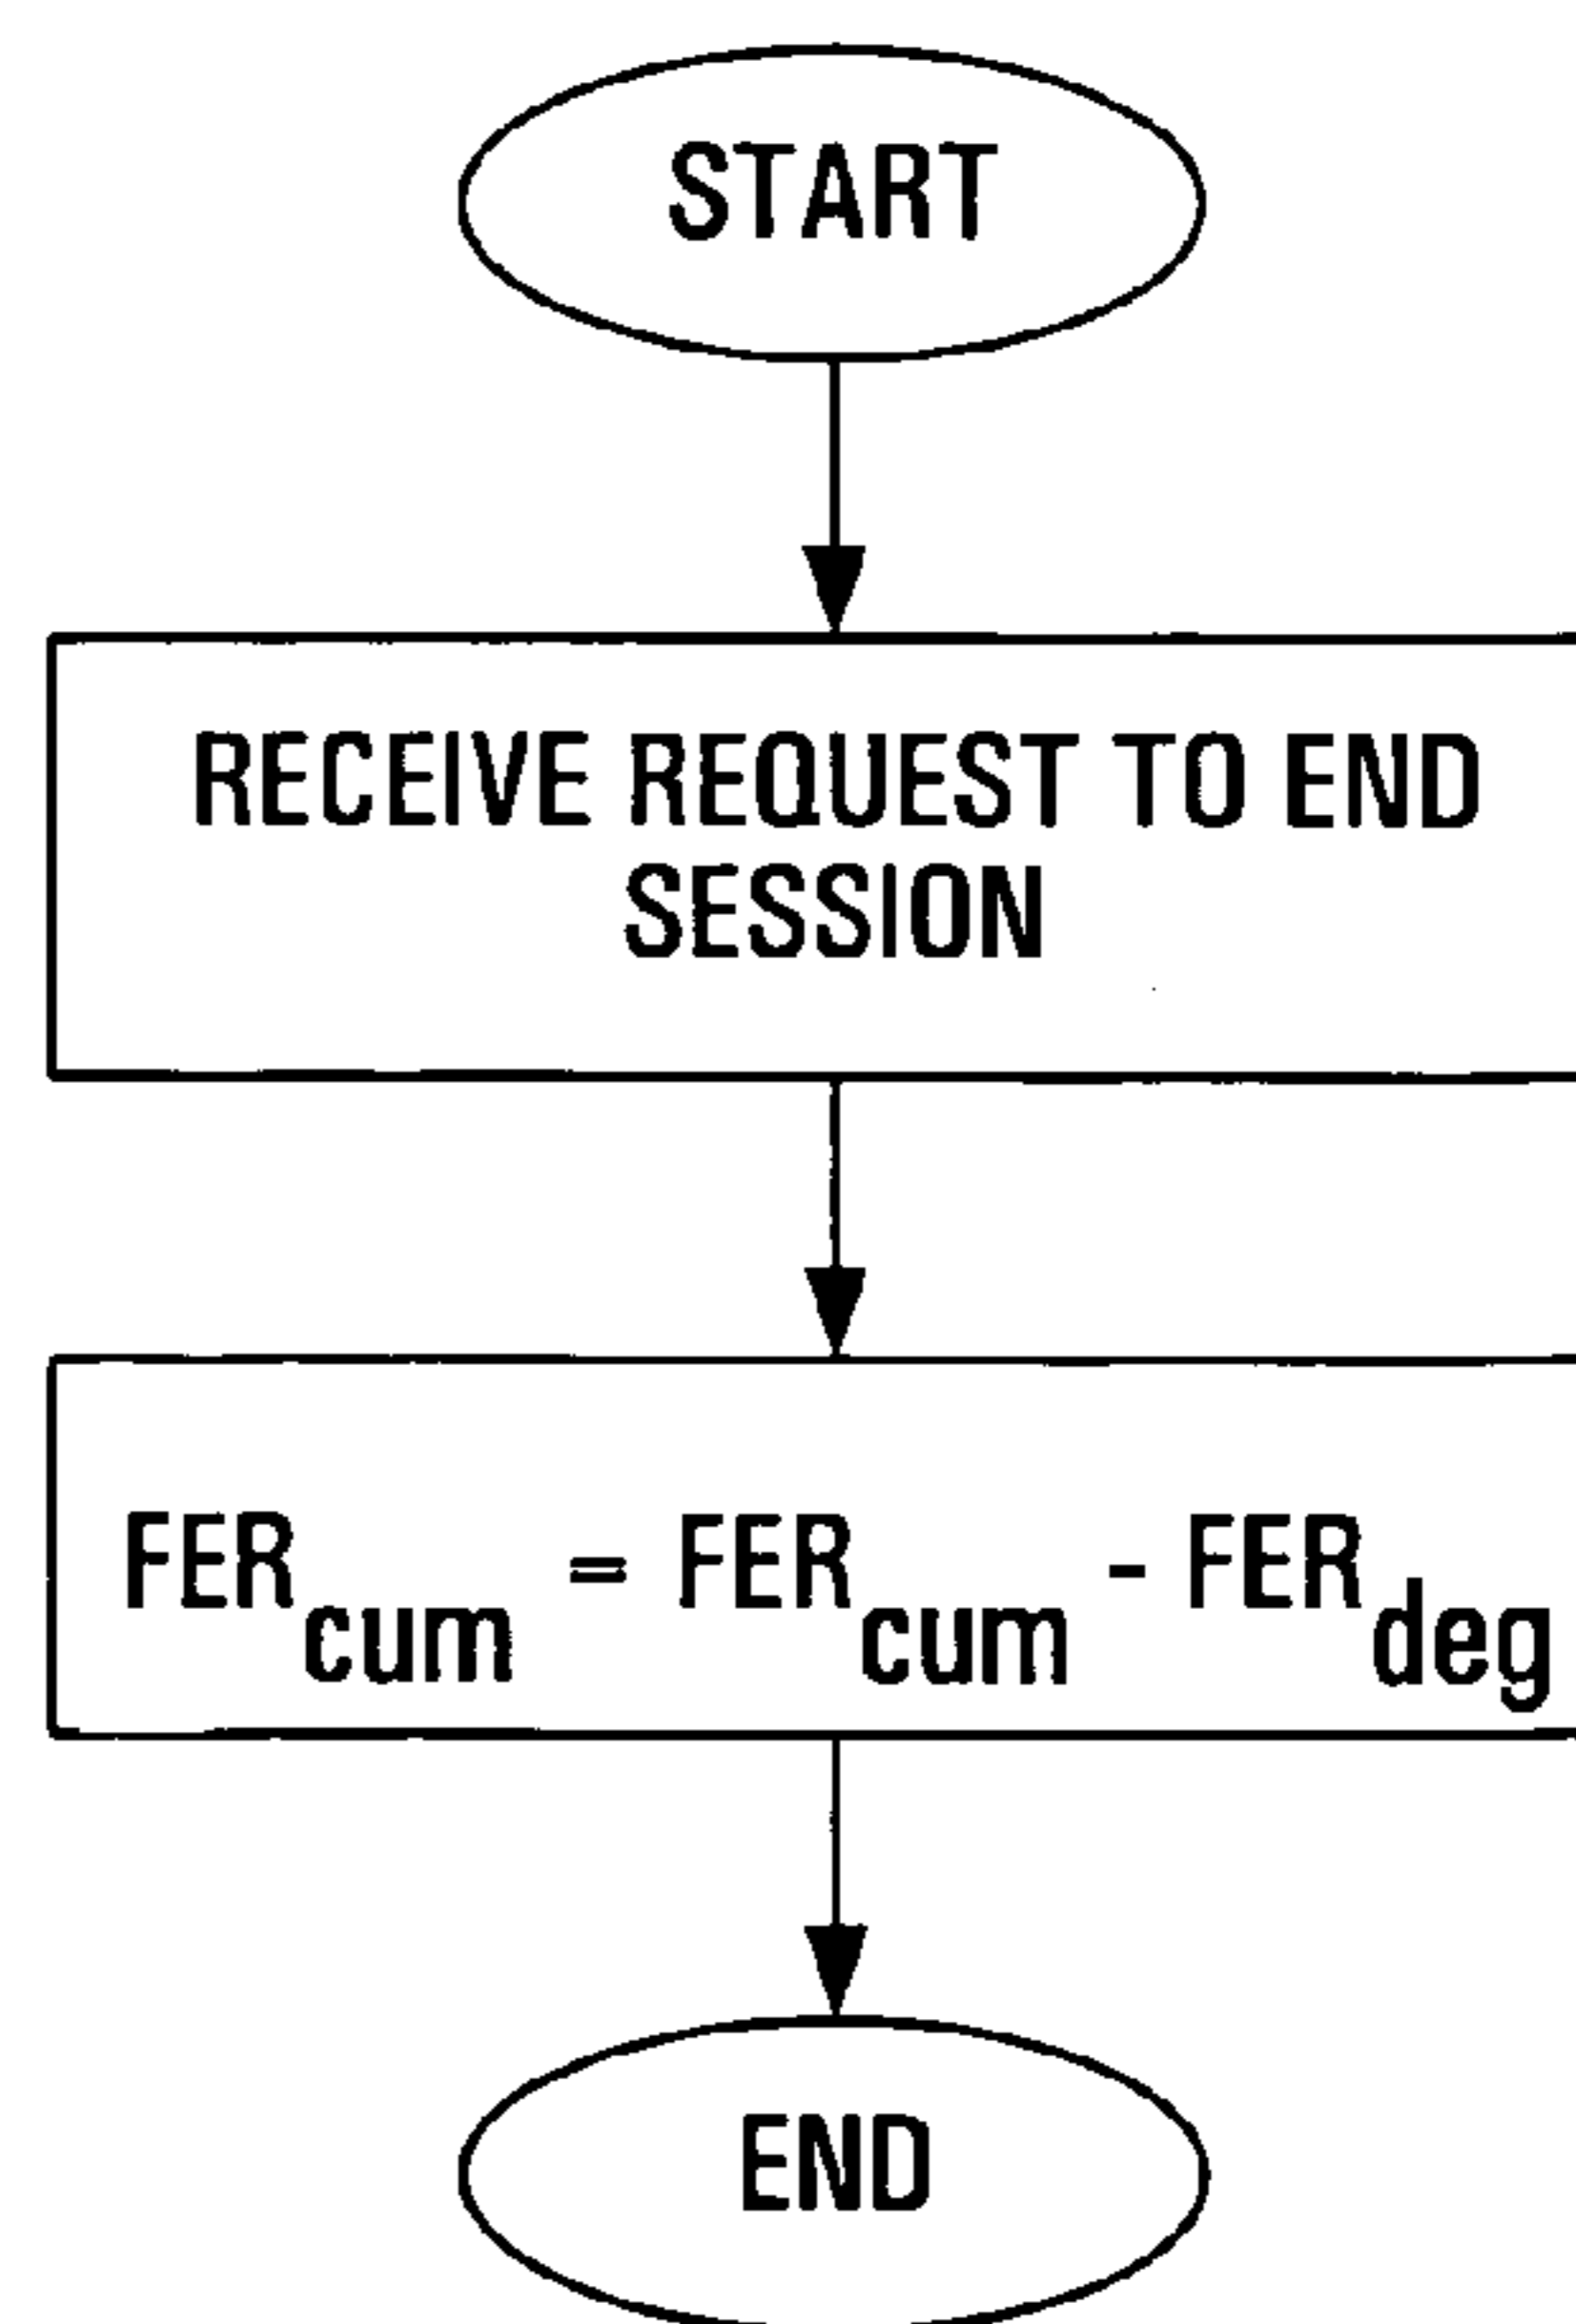 START
RECEIVE REQUEST TO END
SESSION
FERcum = FERcum - FERdeg
END